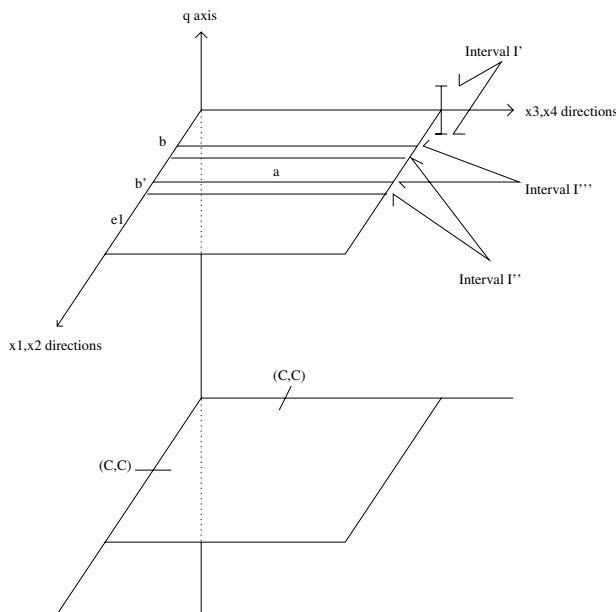 q axis
Interval I'
x3,x4 directions
b
a
b'
Interval I'''
e1
Interval I''
x1,x2 directions
(C,C)
(C,C)